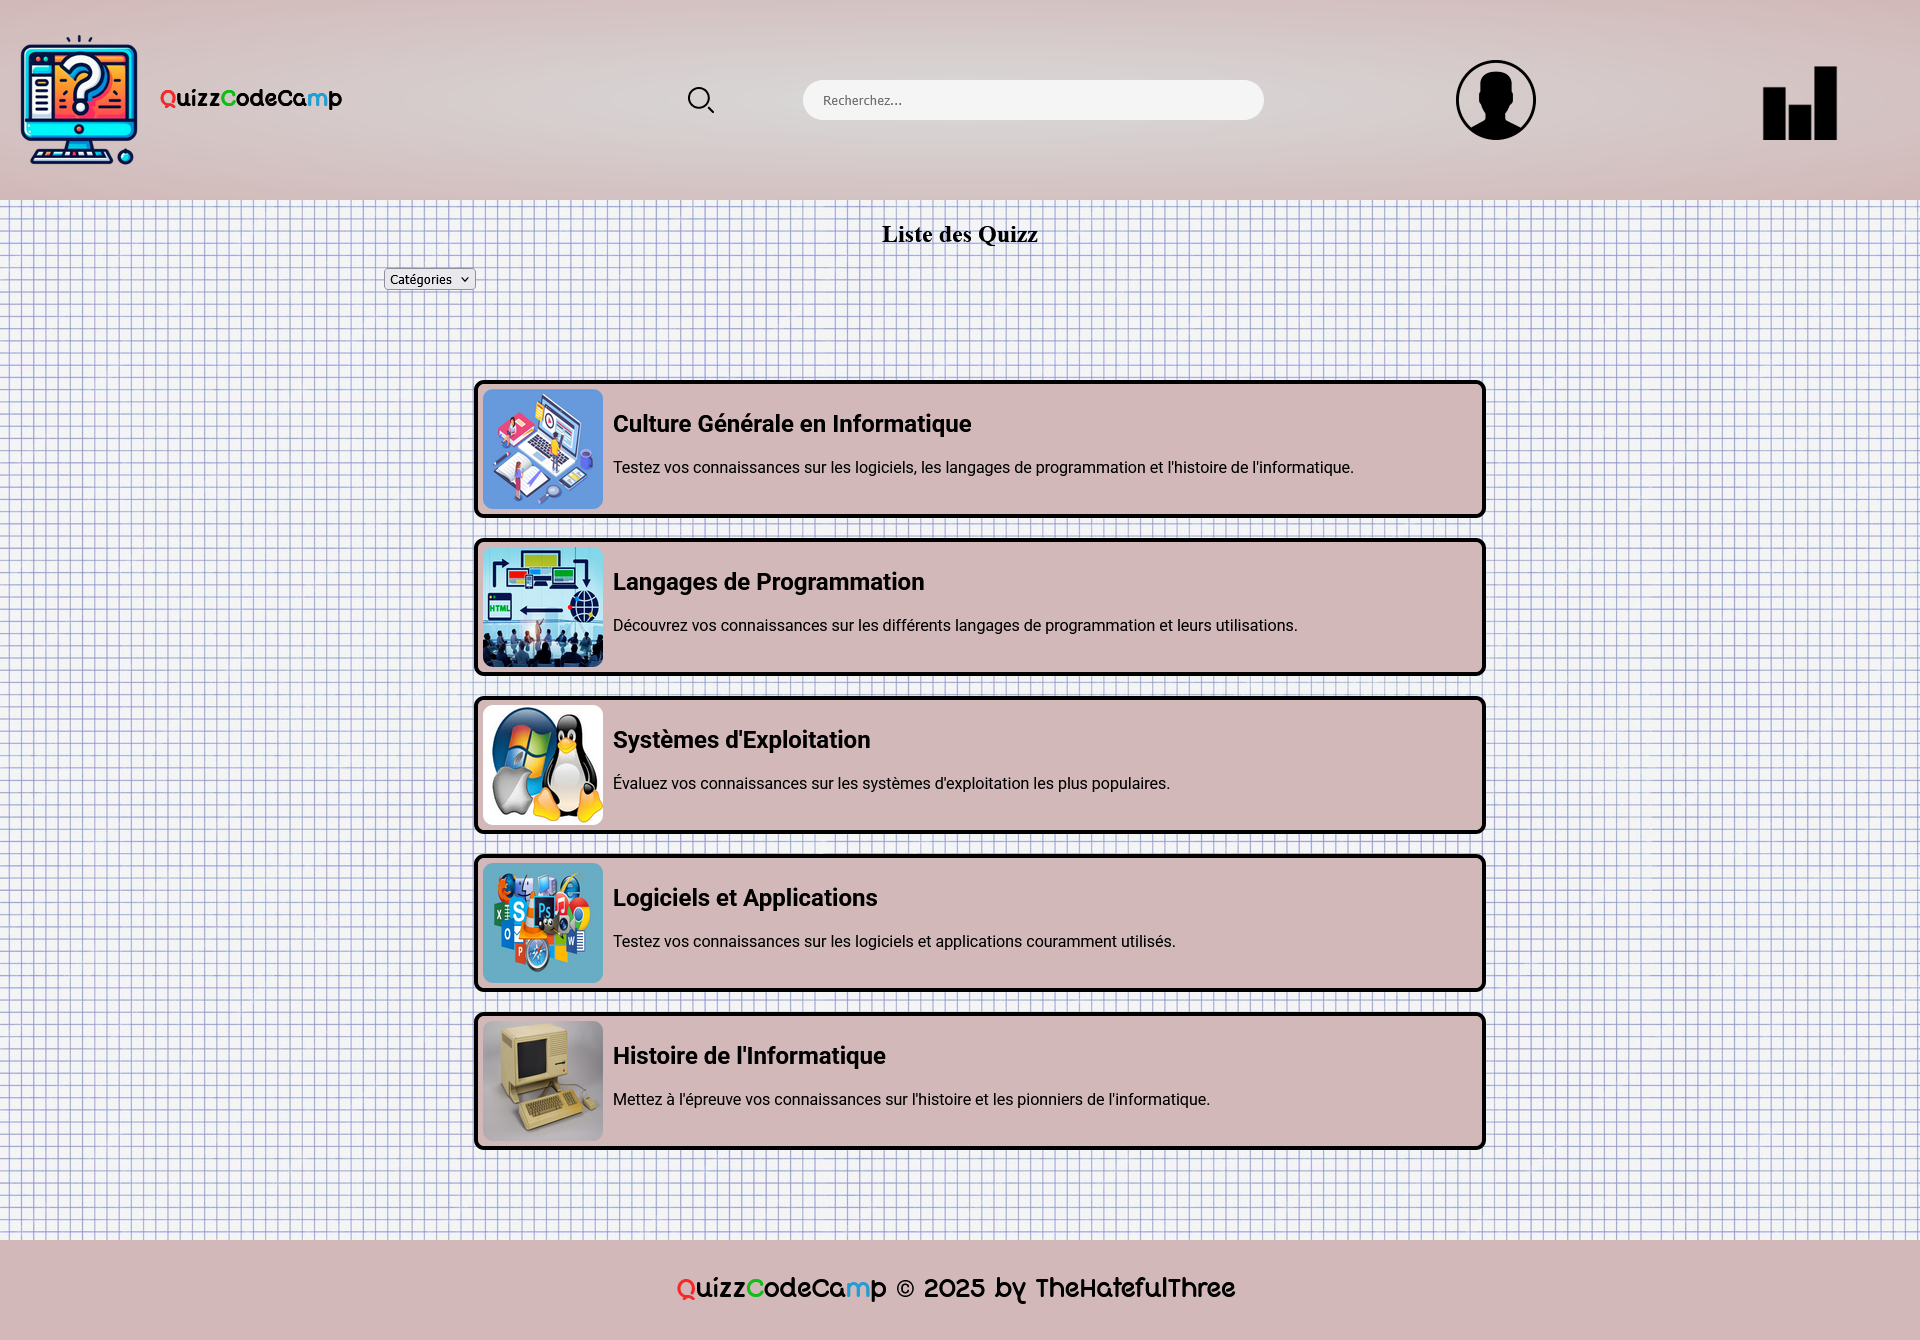 QuizzCodeCamp
Recherchez...
Liste des Quizz
Catégories
Culture Générale en Informatique
Testez vos connaissances sur les logiciels, les langages de programmation et l'histoire de l'informatique.
HTML
Langages de Programmation
Découvrez vos connaissances sur les différents langages de programmation et leurs utilisations.
Systèmes d'Exploitation
Évaluez vos connaissances sur les systèmes d'exploitation les plus populaires.
Ps
S
X
O
W
P
Logiciels et Applications
Testez vos connaissances sur les logiciels et applications couramment utilisés.
Histoire de l'Informatique
Mettez à l'épreuve vos connaissances sur l'histoire et les pionniers de l'informatique.
QuizzCodeCamp © 2025 by TheHatefulThree